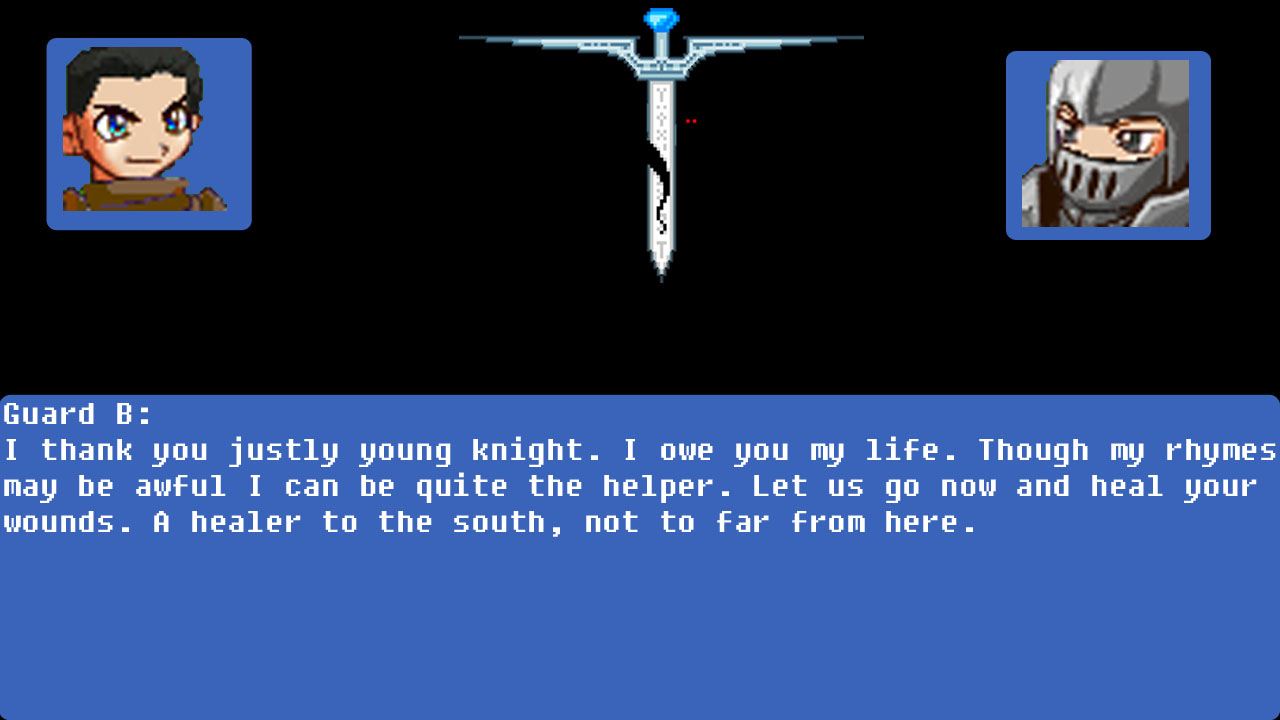 Guard B:
I thank you justly young knight. I owe you my life. Though my rhymes
may be awful I can be quite the helper. Let us go now and heal your
wounds. A healer to the south, not to far from here.